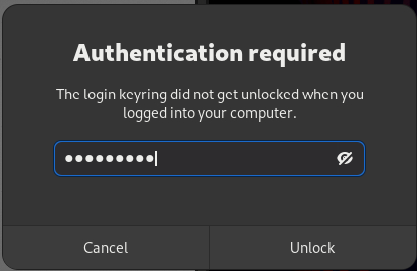 Authentication required
The login keyring did not get unlocked when you
logged into your computer.
●●●●●●●●●
Cancel
Unlock